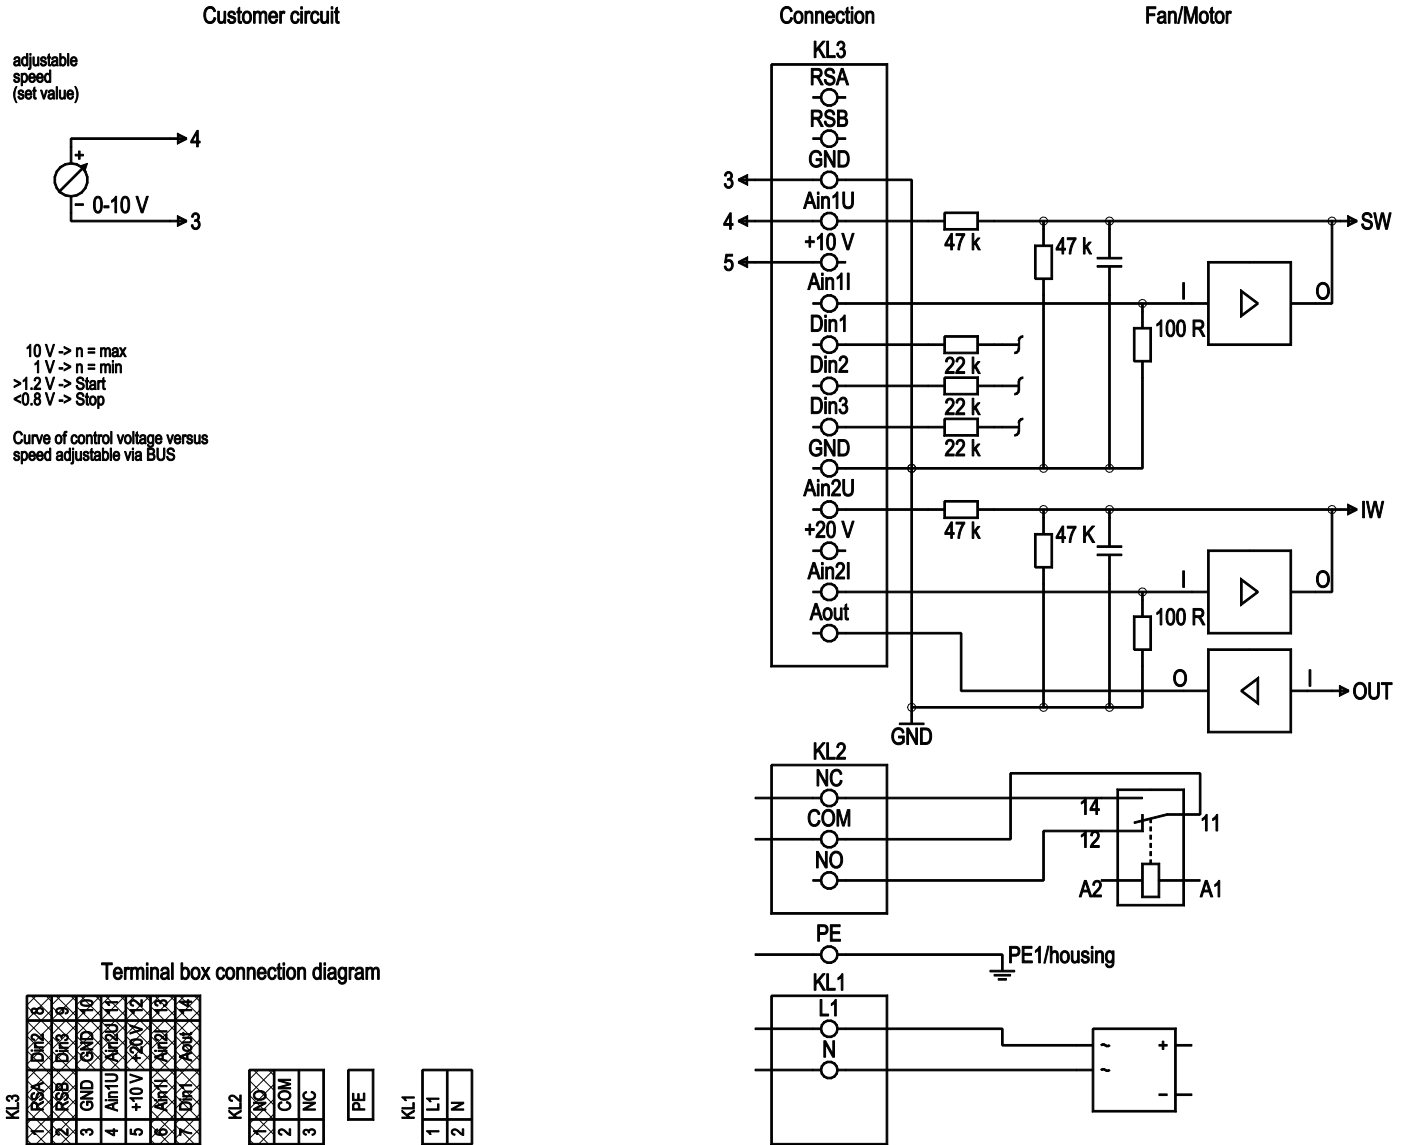 Customer circuit
Connection
Fan/Motor
adjustable
speed
(set value)
4
+
− 0-10 V
3
10 V -> n = max
1 V -> n = min
>1.2 V -> Start
<0.8 V -> Stop
Curve of control voltage versus
speed adjustable via BUS
KL3
RSA
RSB
GND
3
Ain1U
4
47 k
47 k
SW
+10 V
5
Ain1I
I
O
100 R
Din1
22 k
Din2
22 k
Din3
22 k
GND
Ain2U
47 k
47 K
IW
+20 V
Ain2I
I
O
100 R
Aout
O
I
OUT
GND
KL2
NC
14
COM
11
12
NO
A2
A1
PE
PE1/housing
KL1
L1
N
~
~
+
−
Terminal box connection diagram
KL3
1 RSA Din2 8
2 RSB Din3 9
3 GND GND 10
4 Ain1U Ain2U 11
5 +10 V +20 V 12
6 Ain1I Ain2I 13
7 Din1 Aout 14
KL2
1 NO
2 COM
3 NC
PE
KL1
1 L1
2 N